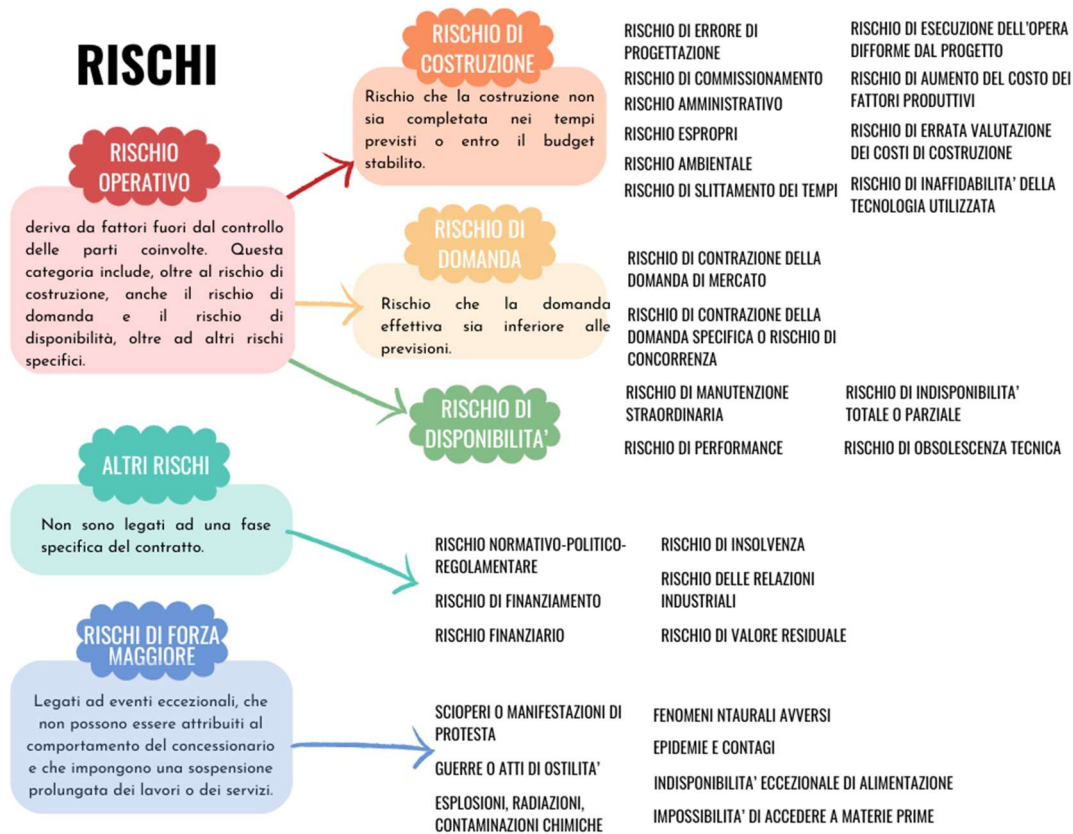 RISCHI
RISCHIO
OPERATIVO
deriva da fattori fuori dal controllo
delle parti coinvolte. Questa
categoria include, oltre al rischio di
costruzione, anche il rischio di
domanda e il rischio di
disponibilità, oltre ad altri rischi
specifici.
RISCHIO DI
COSTRUZIONE
Rischio che la costruzione non
sia completata nei tempi
previsti o entro il budget
stabilito.
RISCHIO DI ERRORE DI
PROGETTAZIONE
RISCHIO DI COMMISSIONAMENTO
RISCHIO AMMINISTRATIVO
RISCHIO ESPROPRI
RISCHIO AMBIENTALE
RISCHIO DI SLITTAMENTO DEI TEMPI
RISCHIO DI ESECUZIONE DELL'OPERA
DIFFORME DAL PROGETTO
RISCHIO DI AUMENTO DEL COSTO DEI
FATTORI PRODUTTIVI
RISCHIO DI ERRATA VALUTAZIONE
DEI COSTI DI COSTRUZIONE
RISCHIO DI INAFFIDABILITA' DELLA
TECNOLOGIA UTILIZZATA
RISCHIO DI
DOMANDA
Rischio che la domanda
effettiva sia inferiore alle
previsioni.
RISCHIO DI CONTRAZIONE DELLA
DOMANDA DI MERCATO
RISCHIO DI CONTRAZIONE DELLA
DOMANDA SPECIFICA O RISCHIO DI
CONCORRENZA
RISCHIO DI
DISPONIBILITA'
RISCHIO DI MANUTENZIONE
STRAORDINARIA
RISCHIO DI PERFORMANCE
RISCHIO DI INDISPONIBILITA'
TOTALE O PARZIALE
RISCHIO DI OBSOLESCENZA TECNICA
ALTRI RISCHI
Non sono legati ad una fase
specifica del contratto.
RISCHIO NORMATIVO-POLITICO-
REGOLAMENTARE
RISCHIO DI FINANZIAMENTO
RISCHIO FINANZIARIO
RISCHIO DI INSOLVENZA
RISCHIO DELLE RELAZIONI
INDUSTRIALI
RISCHIO DI VALORE RESIDUALE
RISCHI DI FORZA
MAGGIORE
Legati ad eventi eccezionali, che
non possono essere attribuiti al
comportamento del concessionario
e che impongono una sospensione
prolungata dei lavori o dei servizi.
SCIOPERI O MANIFESTAZIONI DI
PROTESTA
GUERRE O ATTI DI OSTILITA'
ESPLOSIONI, RADIAZIONI,
CONTAMINAZIONI CHIMICHE
FENOMENI NTAURALI AVVERSI
EPIDEMIE E CONTAGI
INDISPONIBILITA' ECCEZIONALE DI ALIMENTAZIONE
IMPOSSIBILITA' DI ACCEDERE A MATERIE PRIME